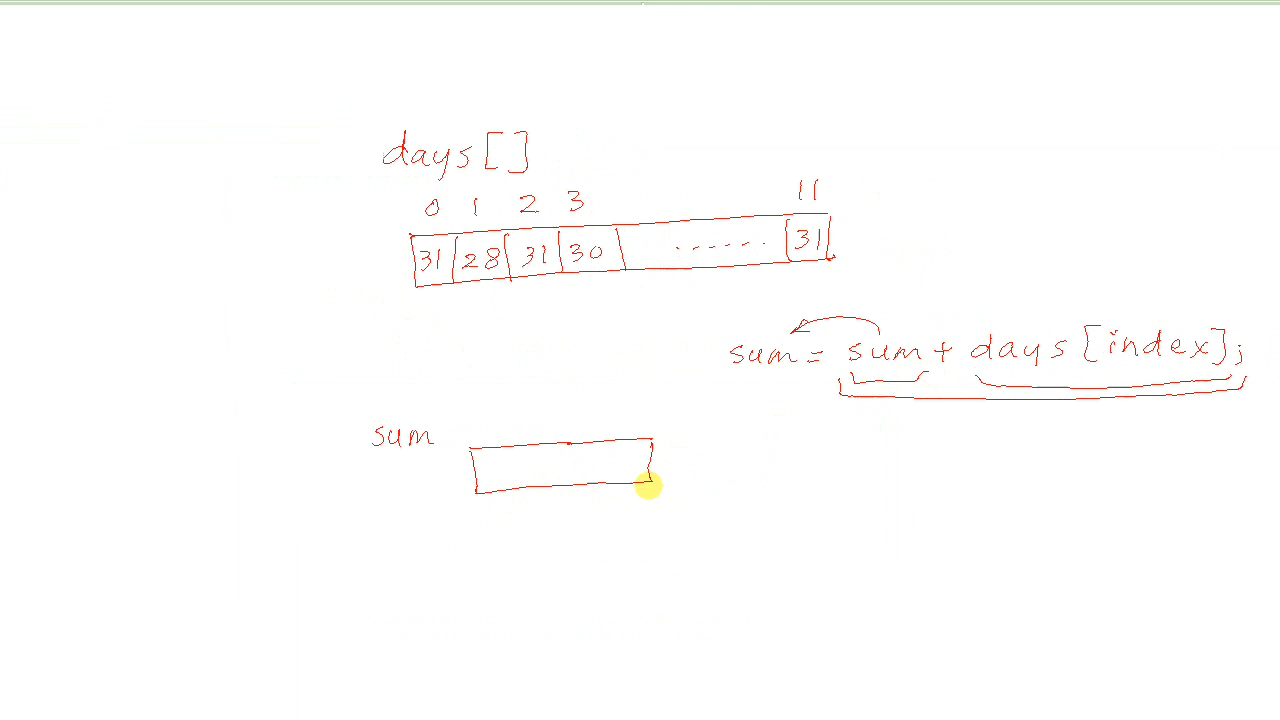 days[]
0 1 2 3 11
31 28 31 30 ....... 31
sum = sum + days[index];
sum